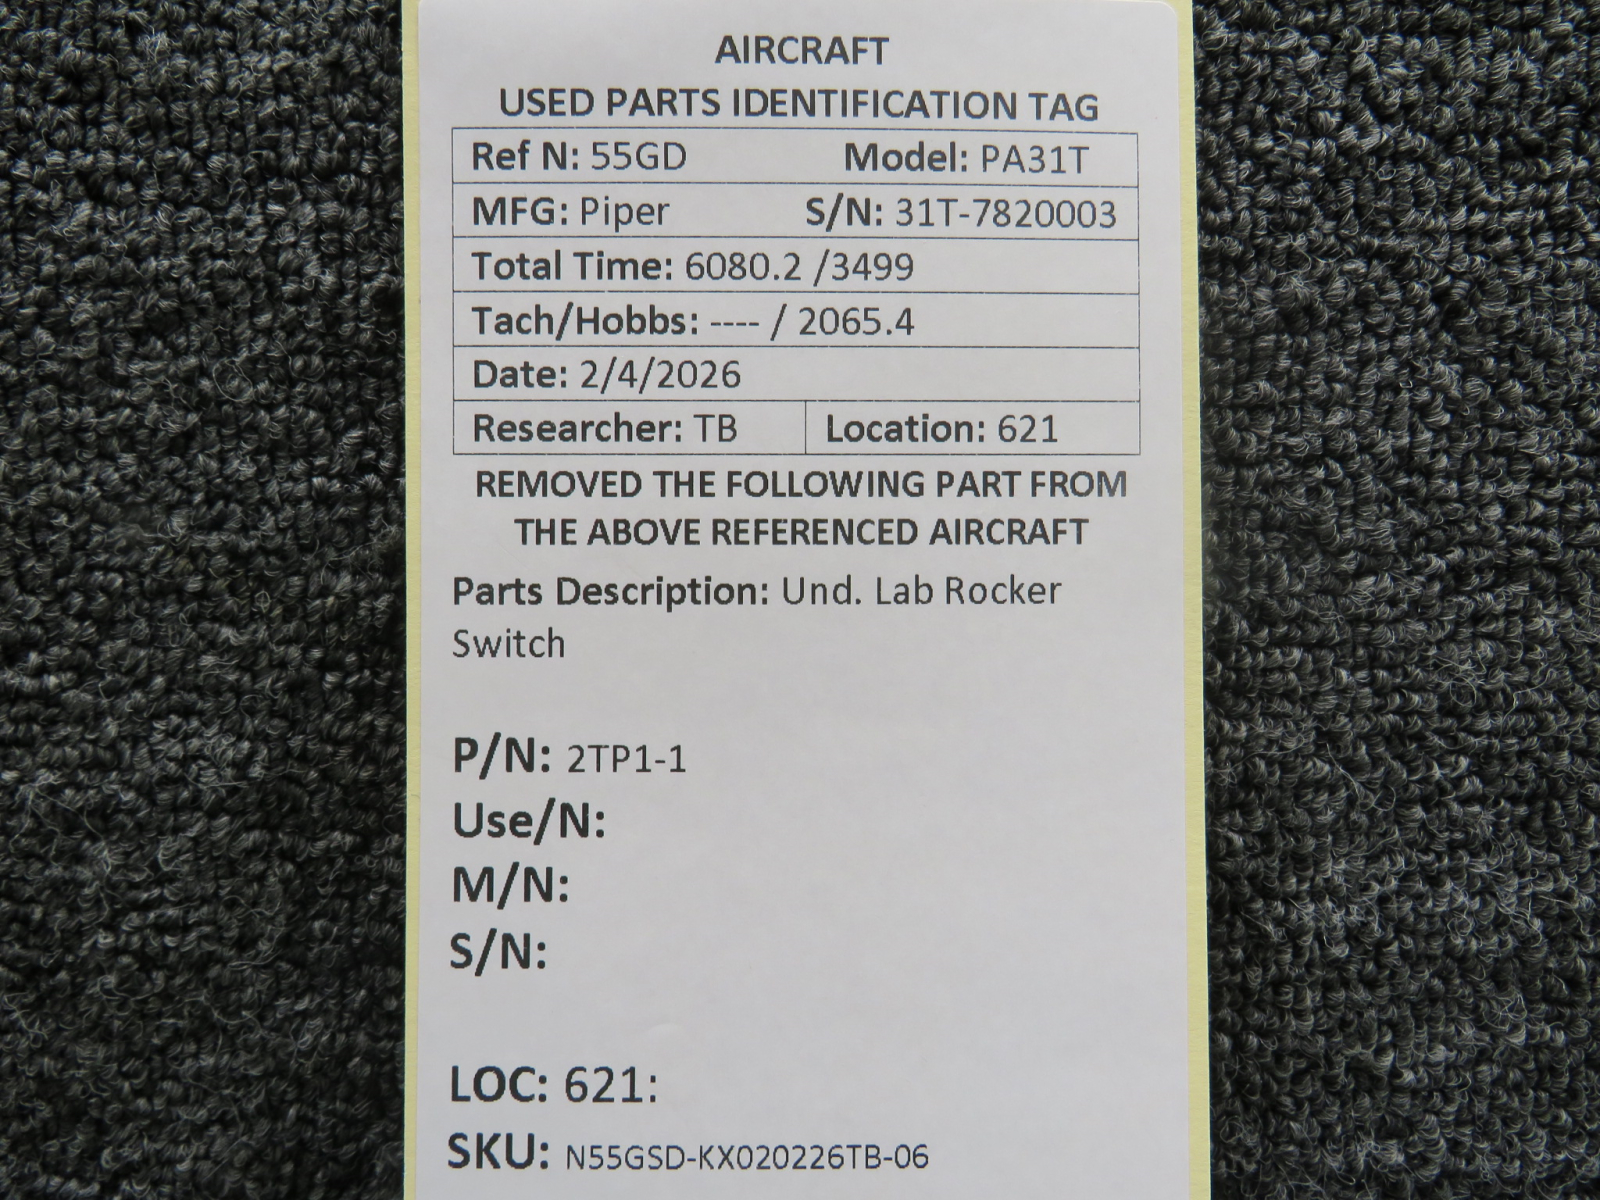 AIRCRAFT
USED PARTS IDENTIFICATION TAG
Ref N: 55GD Model: PA31T
MFG: Piper S/N: 31T-7820003
Total Time: 6080.2 /3499
Tach/Hobbs: ---- / 2065.4
Date: 2/4/2026
Researcher: TB Location: 621
REMOVED THE FOLLOWING PART FROM
THE ABOVE REFERENCED AIRCRAFT
Parts Description: Und. Lab Rocker
Switch
P/N: 2TP1-1
Use/N:
M/N:
S/N:
LOC: 621:
SKU: N55GSD-KX020226TB-06